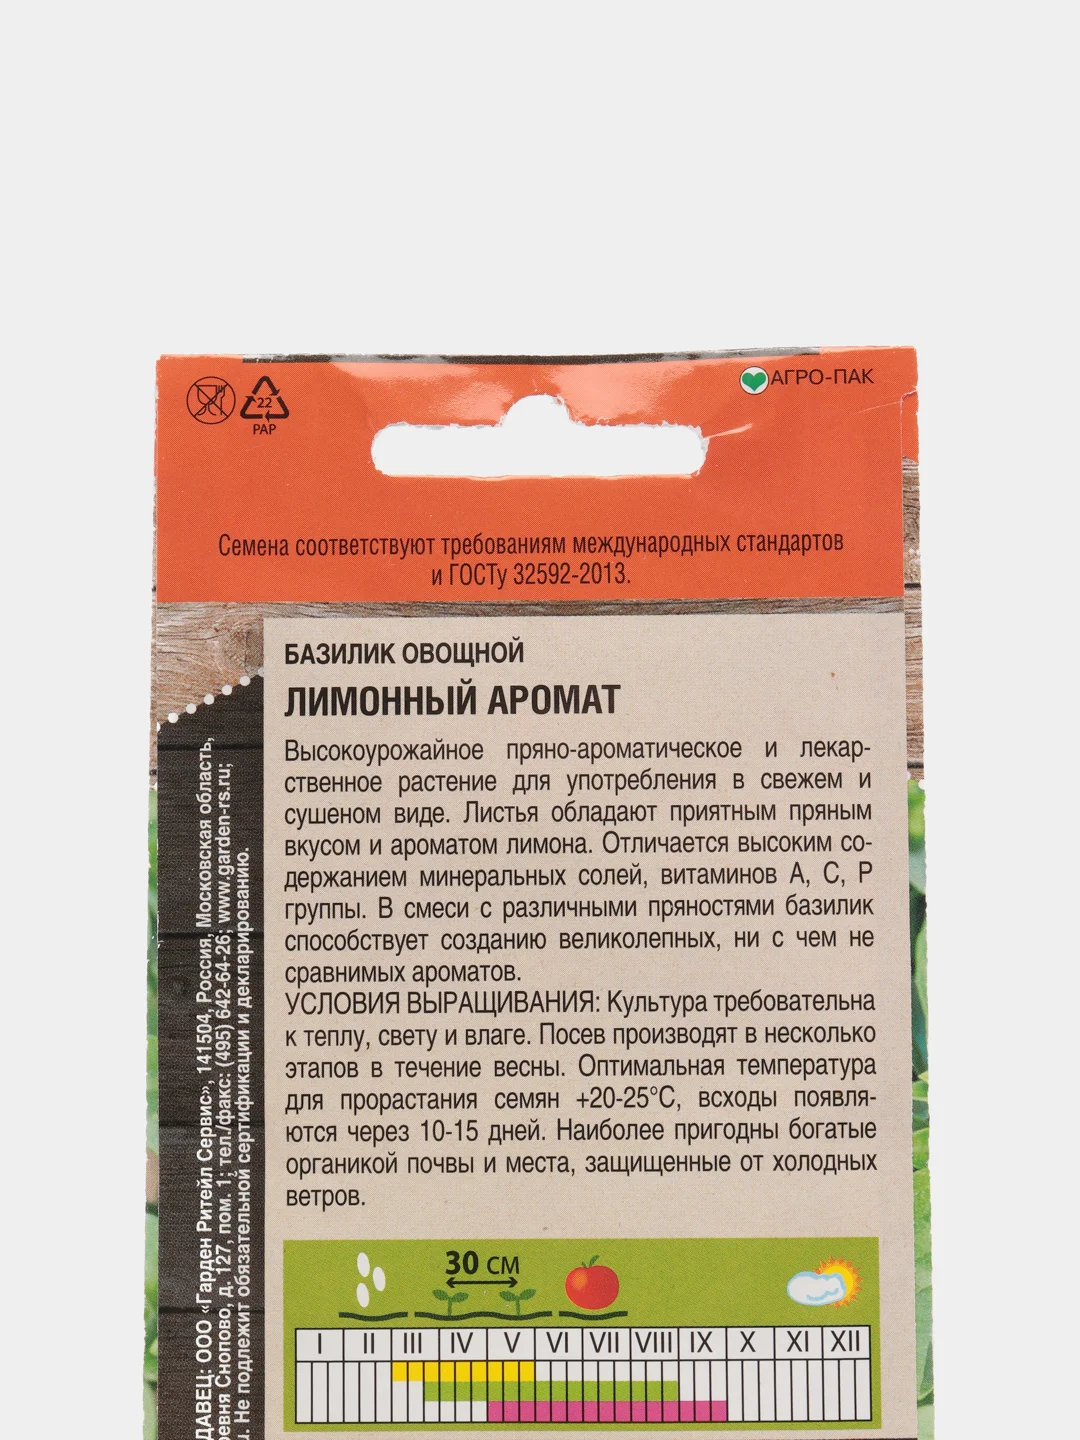 АГРО-ПАК
22
PAP
Семена соответствуют требованиям международных стандартов
и ГОСТу 32592-2013.
БАЗИЛИК ОВОЩНОЙ
ЛИМОННЫЙ АРОМАТ
Высокоурожайное пряно-ароматическое и лекар-
ственное растение для употребления в свежем и
сушеном виде. Листья обладают приятным пряным
вкусом и ароматом лимона. Отличается высоким со-
держанием минеральных солей, витаминов А, С, Р
группы. В смеси с различными пряностями базилик
способствует созданию великолепных, ни с чем не
сравнимых ароматов.
УСЛОВИЯ ВЫРАЩИВАНИЯ: Культура требовательна
к теплу, свету и влаге. Посев производят в несколько
этапов в течение весны. Оптимальная температура
для прорастания семян +20-25°С, всходы появля-
ются через 10-15 дней. Наиболее пригодны богатые
органикой почвы и места, защищенные от холодных
ветров.
30 СМ
I II III IV V VI VII VIII IX X XI XII
ДАВЕЦ: ООО «Гарден Ритейл Сервис», 141504, Россия, Московская область,
ревня Снопово, д. 127, пом. 1; тел./факс: (495) 642-64-26; www.garden-rs.ru;
Не подлежит обязательной сертификации и декларированию.